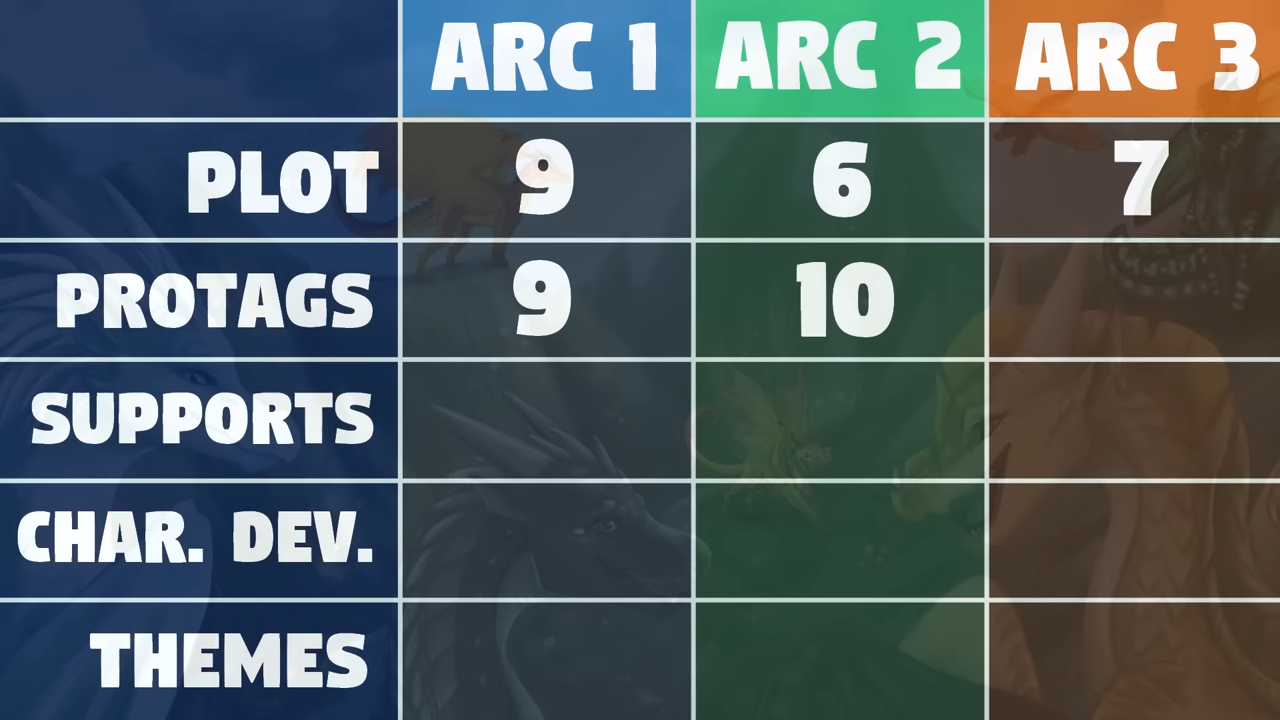 ARC 1 ARC 2 ARC 3
PLOT 9 6 7
PROTAGS 9 10
SUPPORTS
CHAR. DEV.
THEMES